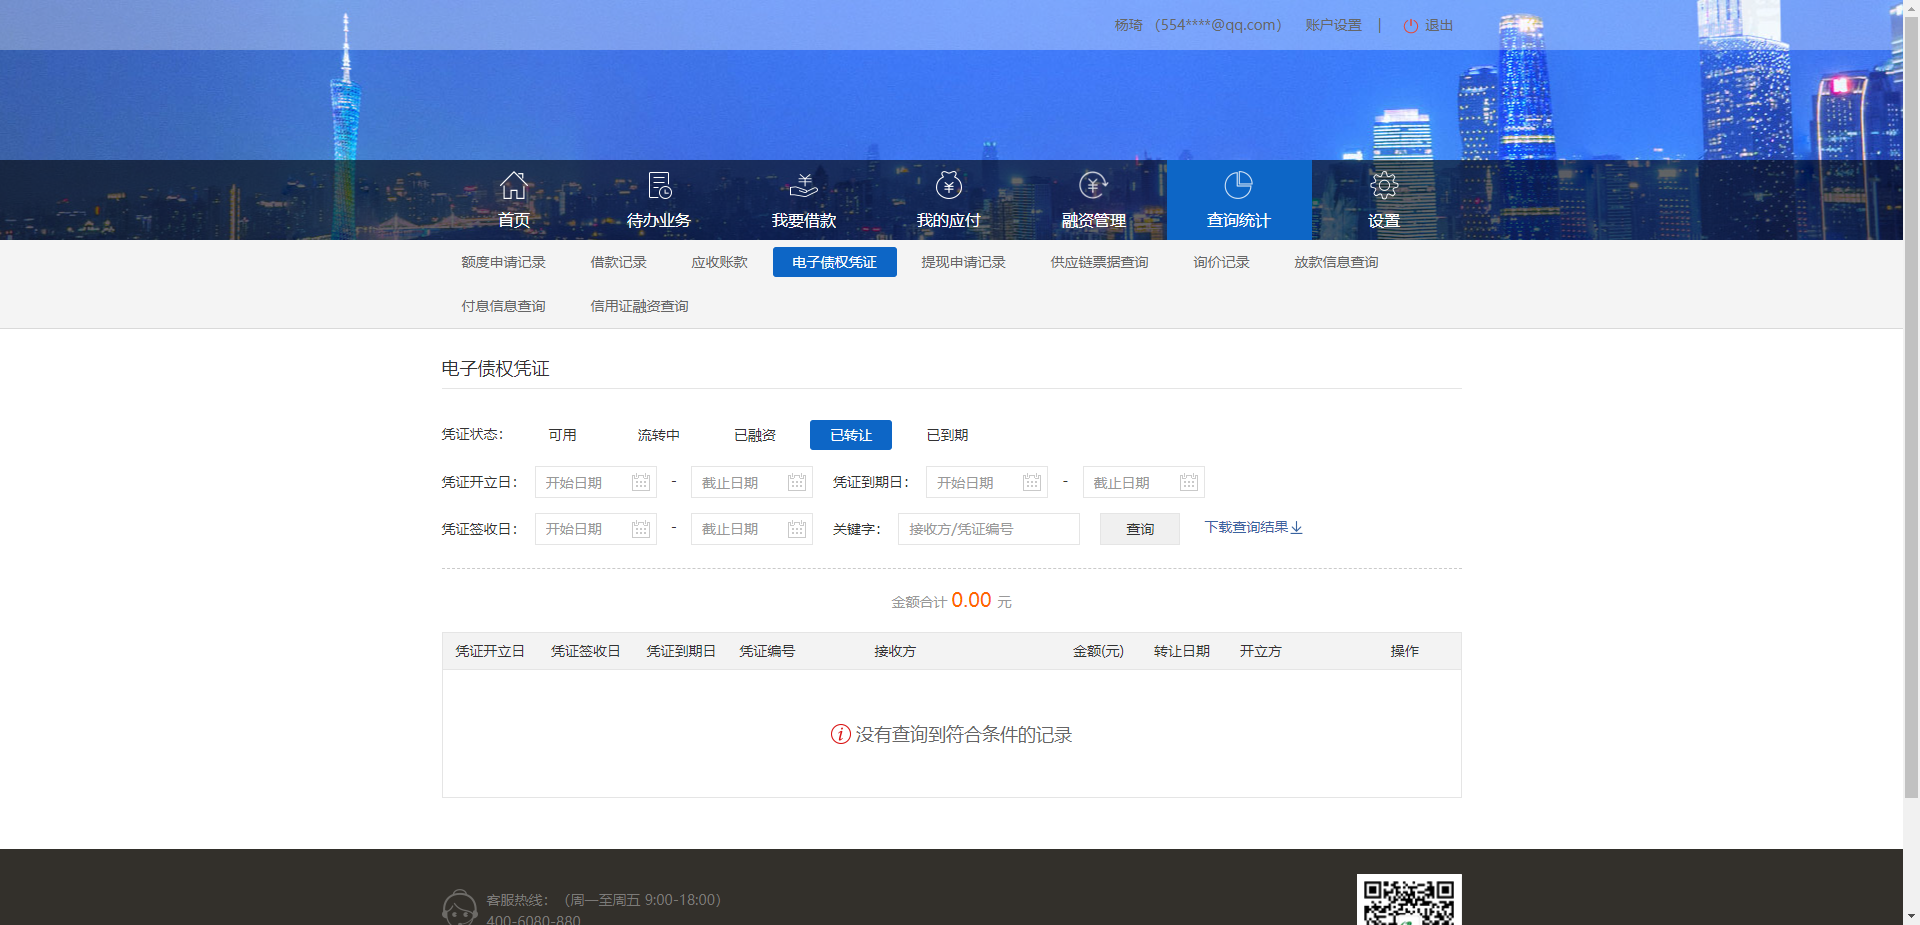 杨琦 （554****@qq.com） 账户设置 | 退出
首页 待办业务 我要借款 我的应付 融资管理 查询统计 设置
额度申请记录 借款记录 应收账款 电子债权凭证 提现申请记录 供应链票据查询 询价记录 放款信息查询
付息信息查询 信用证融资查询
电子债权凭证
凭证状态： 可用 流转中 已融资 已转让 已到期
凭证开立日： 开始日期 - 截止日期 凭证到期日： 开始日期 - 截止日期
凭证签收日： 开始日期 - 截止日期 关键字： 接收方/凭证编号 查询 下载查询结果
金额合计 0.00 元
凭证开立日 凭证签收日 凭证到期日 凭证编号 接收方 金额(元) 转让日期 开立方 操作
没有查询到符合条件的记录
客服热线： （周一至周五 9:00-18:00）
400-6080-880